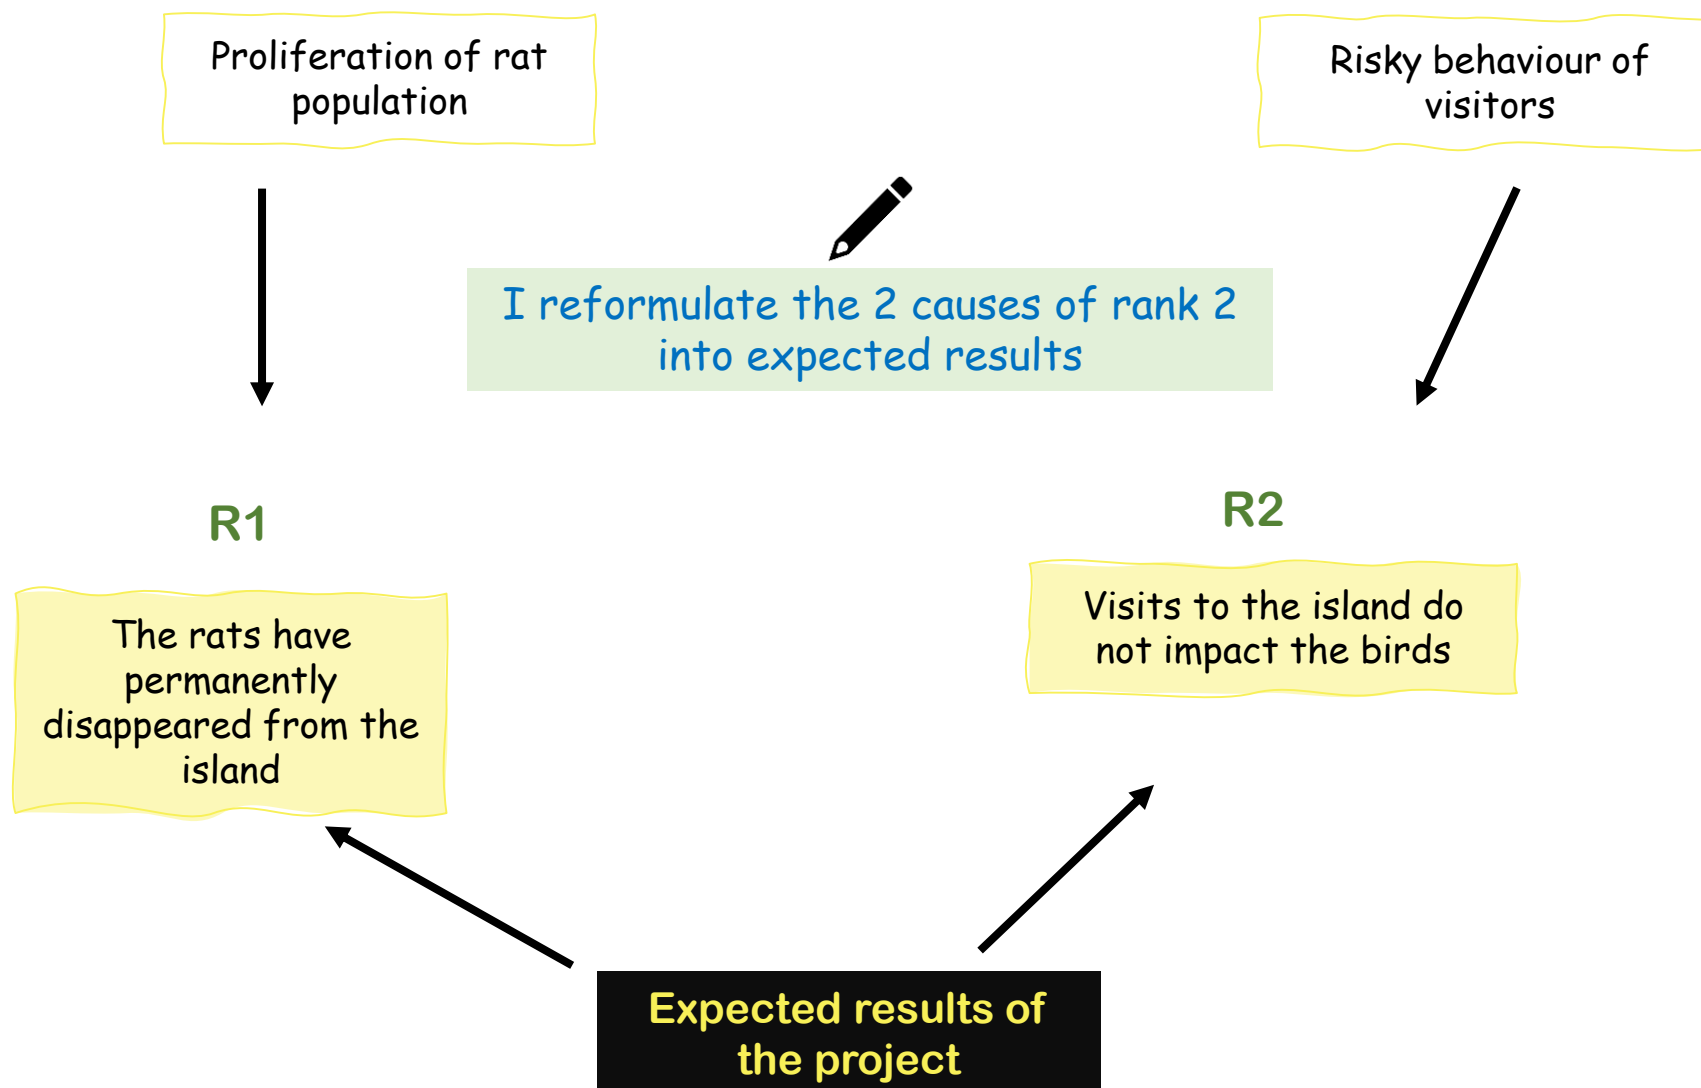 Proliferation of rat
population
Risky behaviour of
visitors
I reformulate the 2 causes of rank 2
into expected results
R1
The rats have
permanently
disappeared from the
island
R2
Visits to the island do
not impact the birds
Expected results of
the project